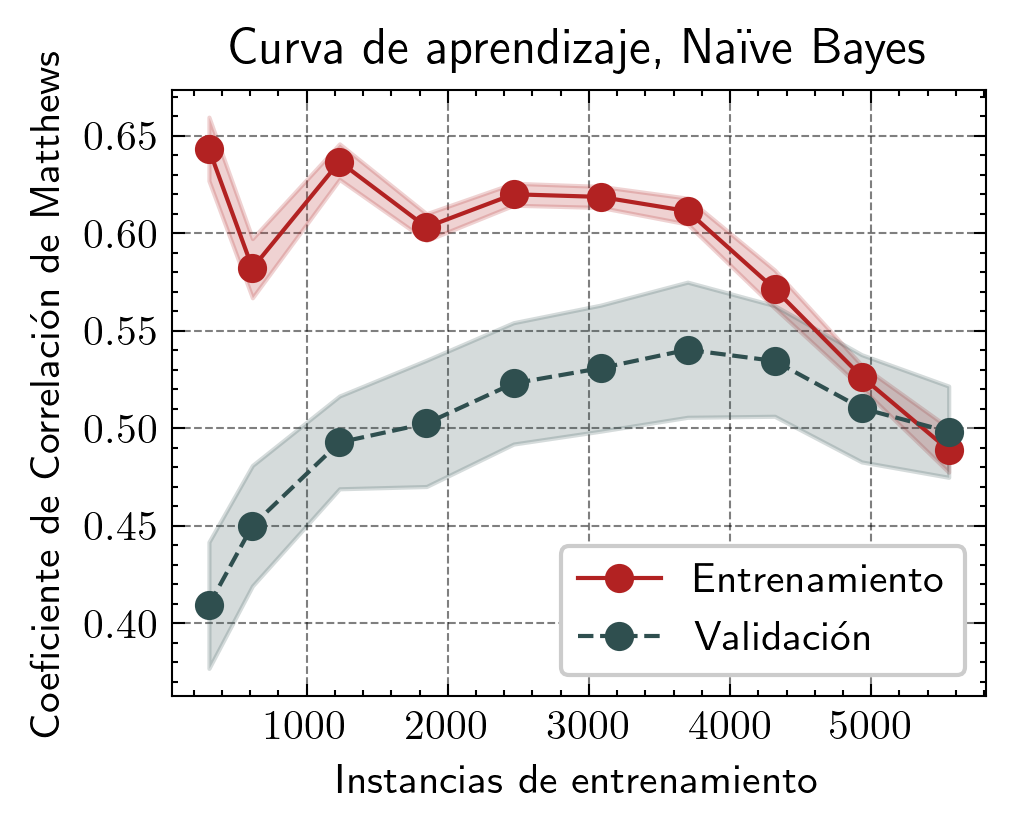 Curva de aprendizaje, Naïve Bayes
Coeficiente de Correlación de Matthews
0.65
0.60
0.55
0.50
0.45
0.40
Entrenamiento
Validación
1000
2000
3000
4000
5000
Instancias de entrenamiento